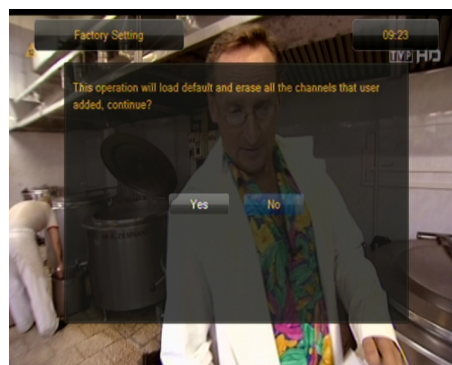 Factory Setting
09:23
TVP HD
This operation will load default and erase all the channels that user
added, continue?
Yes
No